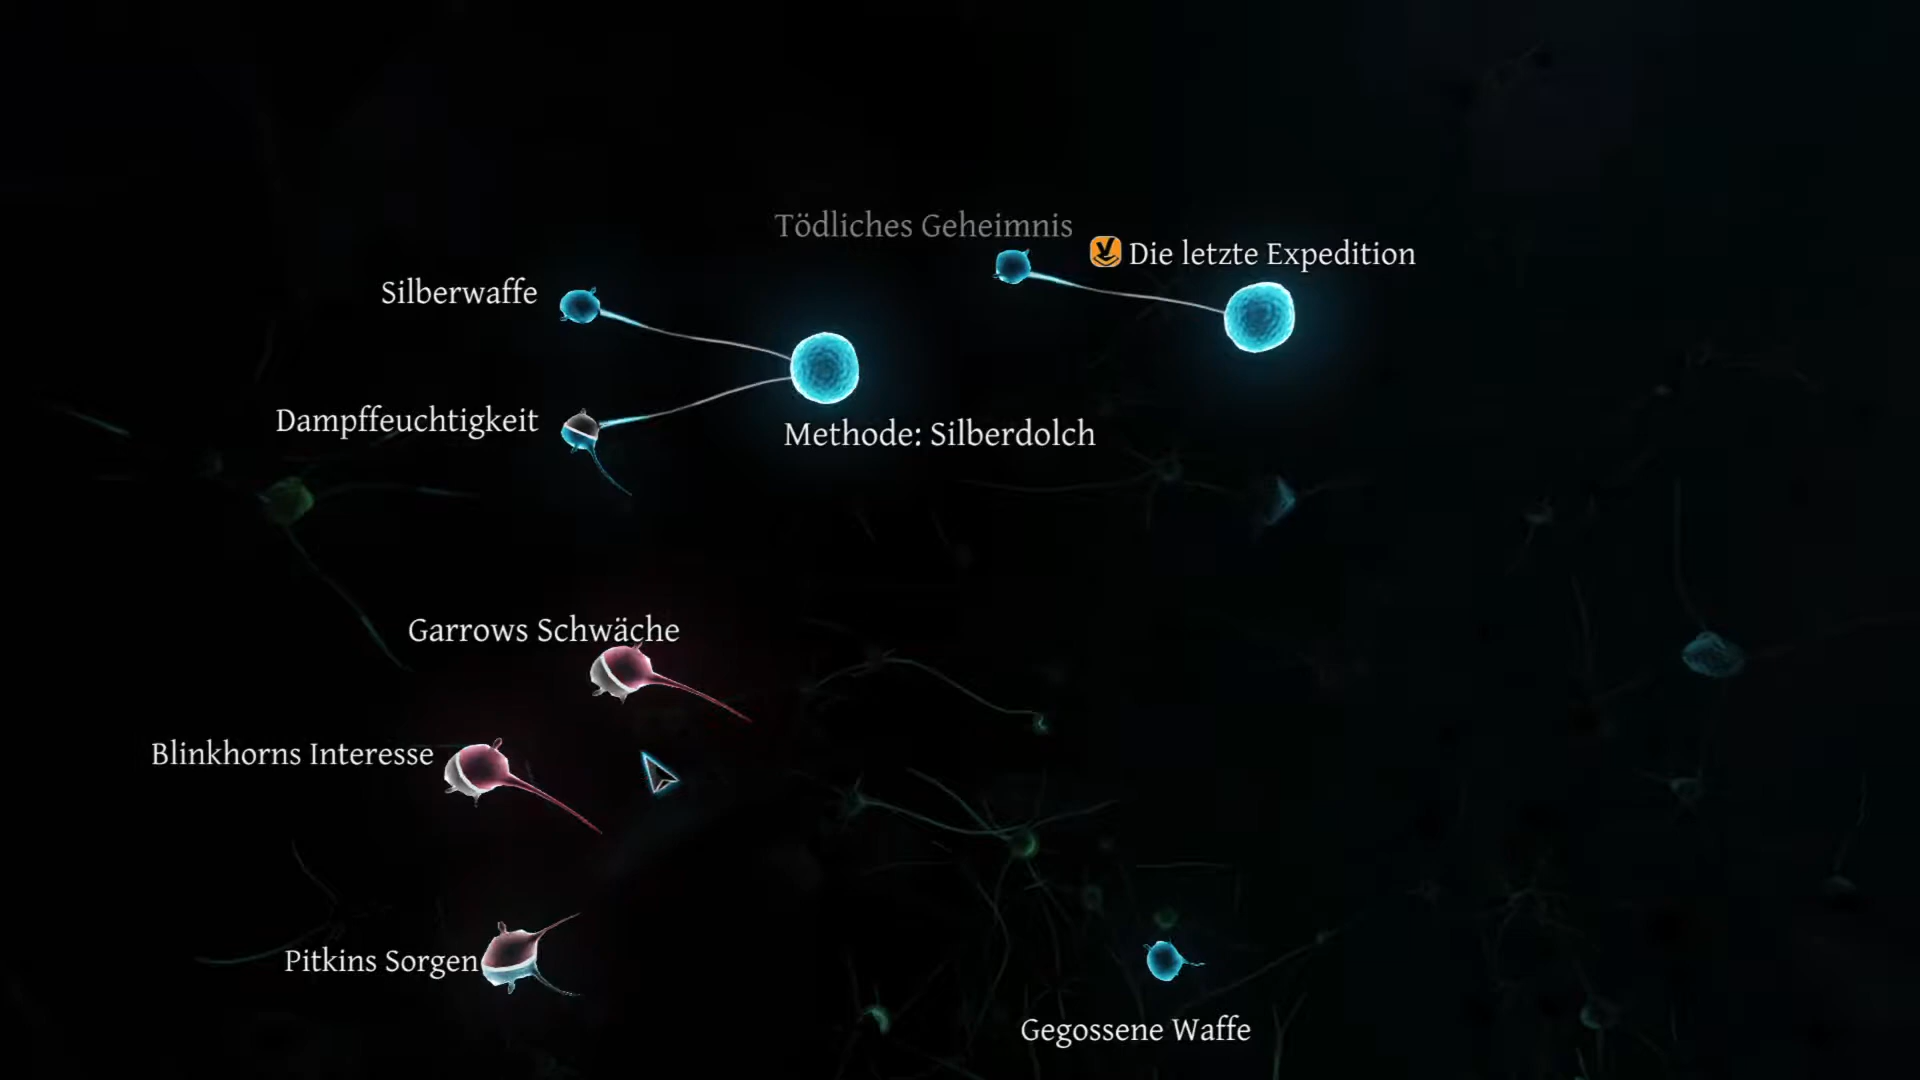 Tödliches Geheimnis
Die letzte Expedition
Silberwaffe
Dampffeuchtigkeit
Methode: Silberdolch
Garrows Schwäche
Blinkhorns Interesse
Pitkins Sorgen
Gegossene Waffe